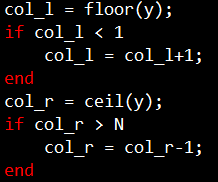 col_l = floor(y);
if col_l < 1
    col_l = col_l+1;
end
col_r = ceil(y);
if col_r > N
    col_r = col_r-1;
end